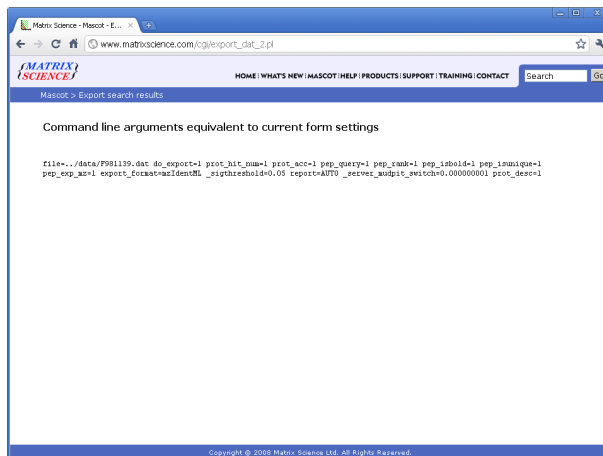 Matrix Science - Mascot - E...
www.matrixscience.com/cgi/export_dat_2.pl
{MATRIX}
{SCIENCE}
HOME | WHAT'S NEW | MASCOT | HELP | PRODUCTS | SUPPORT | TRAINING | CONTACT
Search
Go
Mascot > Export search results
Command line arguments equivalent to current form settings
file=../data/F981139.dat do_export=1 prot_hit_num=1 prot_acc=1 pep_query=1 pep_rank=1 pep_isbold=1 pep_isunique=1
pep_exp_mz=1 export_format=mzIdentML _sigthreshold=0.05 report=AUTO _server_mudpit_switch=0.000000001 prot_desc=1
Copyright © 2008 Matrix Science Ltd. All Rights Reserved.